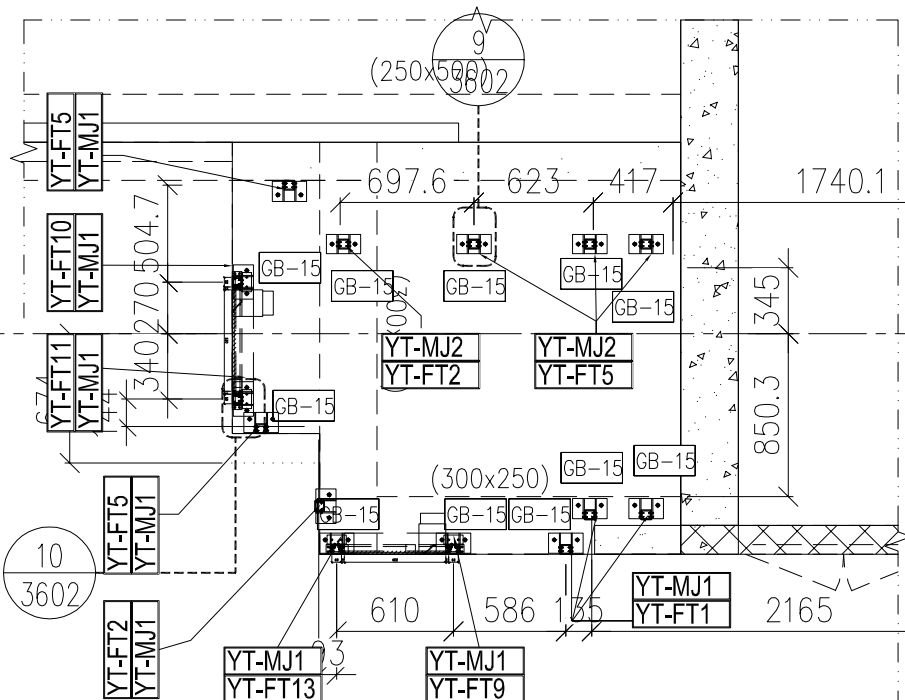 9
3602
(250x500)
YT-FT5
YT-MJ1
697.6
623
417
1740.1
504.7
YT-FT10
YT-MJ1
GB-15
GB-15
GB-15
GB-15
GB-15
270
345
YT-MJ2
YT-FT2
YT-MJ2
YT-FT5
YT-FT11
YT-MJ1
340
GB-15
850.3
(300x250)
GB-15
GB-15
YT-FT5
YT-MJ1
GB-15
GB-15
GB-15
10
3602
YT-FT2
YT-MJ1
610
586
135
YT-MJ1
YT-FT1
2165
YT-MJ1
YT-FT13
YT-MJ1
YT-FT9